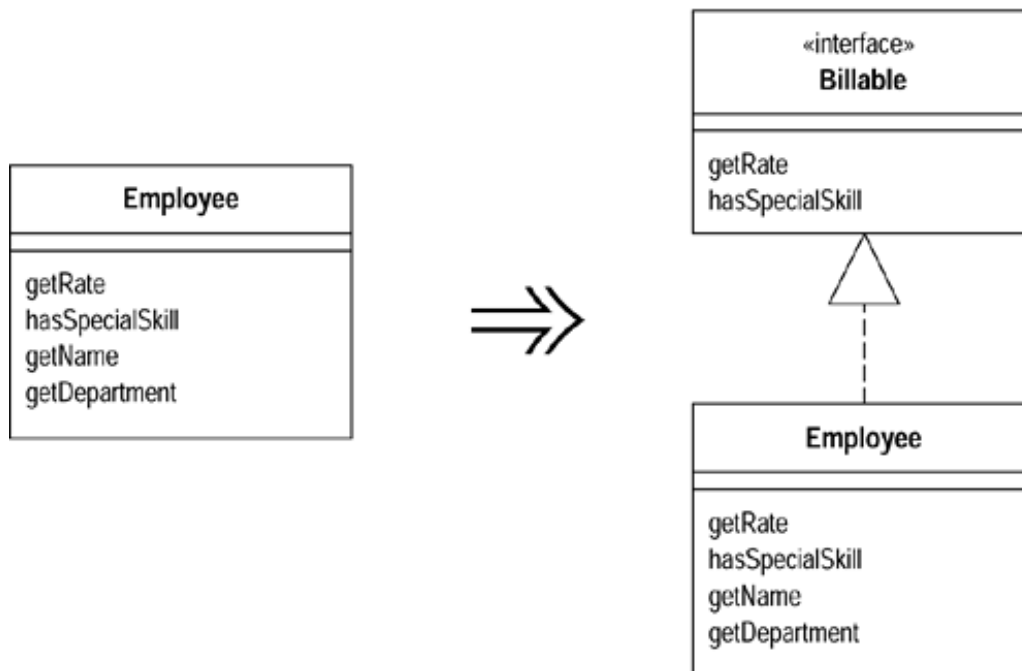 Employee
getRate
hasSpecialSkill
getName
getDepartment
«interface»
Billable
getRate
hasSpecialSkill
Employee
getRate
hasSpecialSkill
getName
getDepartment